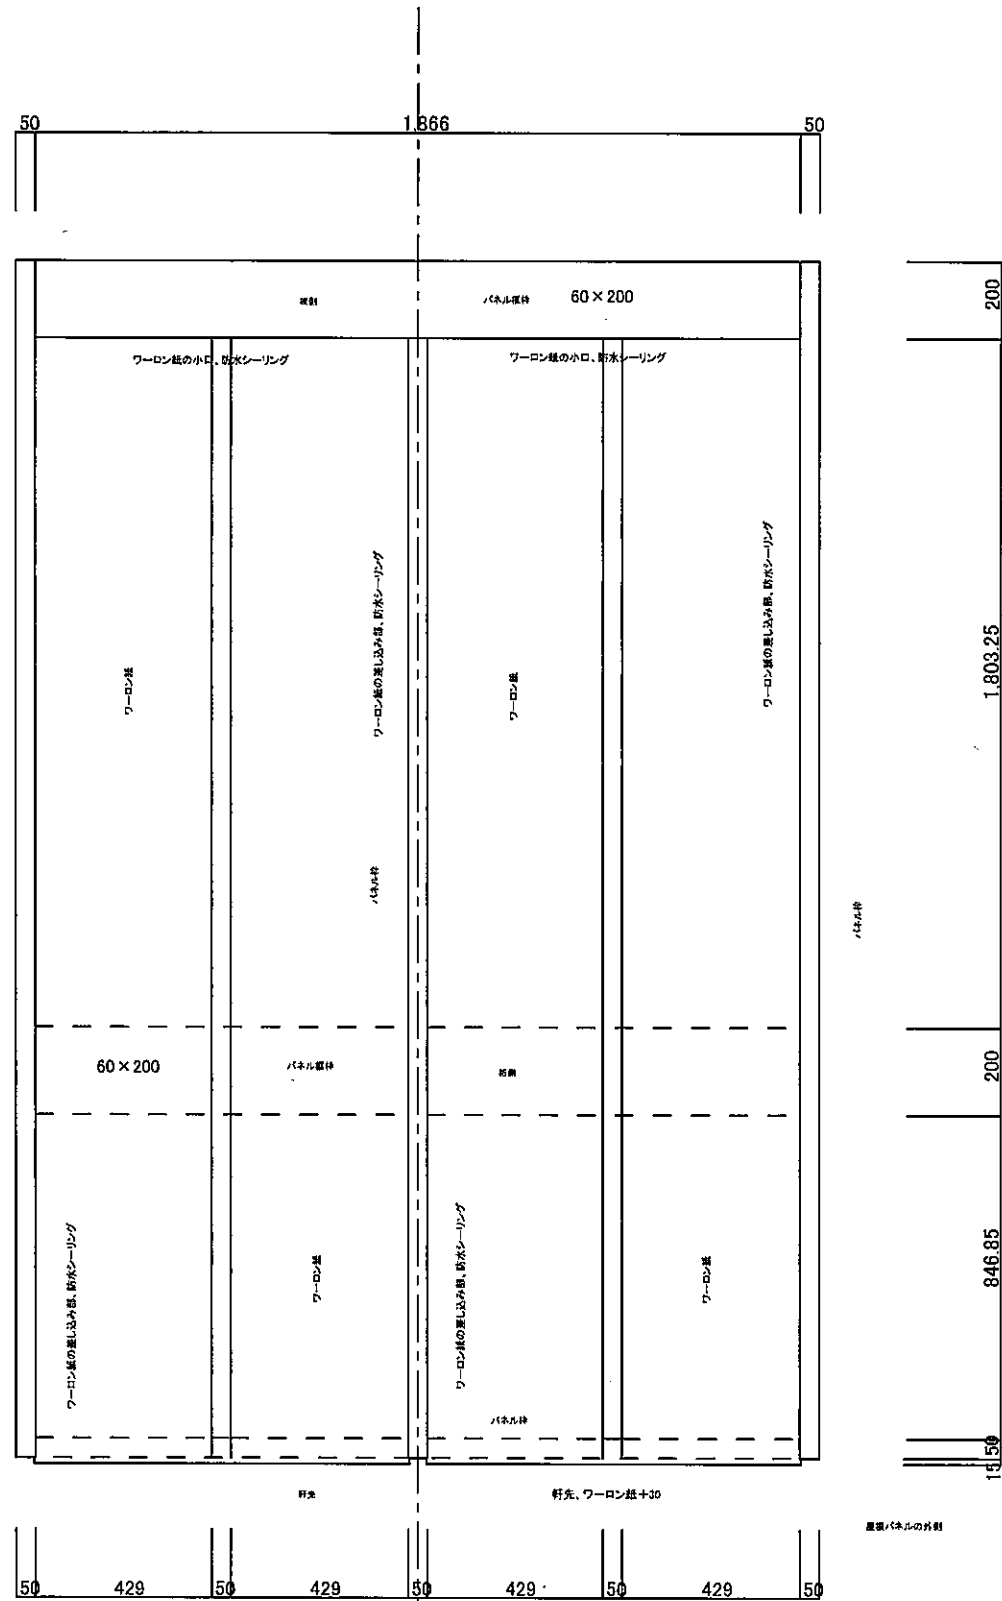 50
1,866
50
パネル框枠
60×200
200
ワーロン紙の小口、防水シーリング
ワーロン紙の小口、防水シーリング
ワーロン紙の差し込み部、防水シーリング
ワーロン紙の差し込み部、防水シーリング
ワーロン紙
ワーロン紙
1,803.25
パネル枠
パネル枠
60×200
パネル框枠
桁側
200
ワーロン紙の差し込み部、防水シーリング
ワーロン紙
ワーロン紙の差し込み部、防水シーリング
ワーロン紙
846.85
パネル枠
15
50
軒先
軒先、ワーロン紙+30
屋根パネルの外側
50
429
50
429
50
429
50
429
50